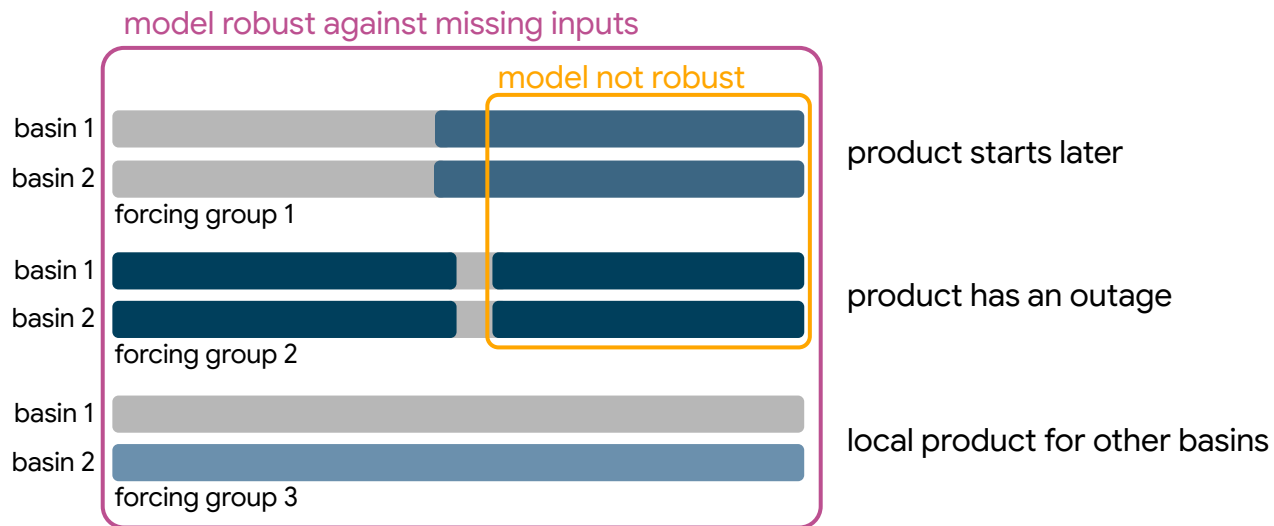 model robust against missing inputs
model not robust
basin 1
basin 2
product starts later
forcing group 1
basin 1
basin 2
product has an outage
forcing group 2
basin 1
basin 2
local product for other basins
forcing group 3